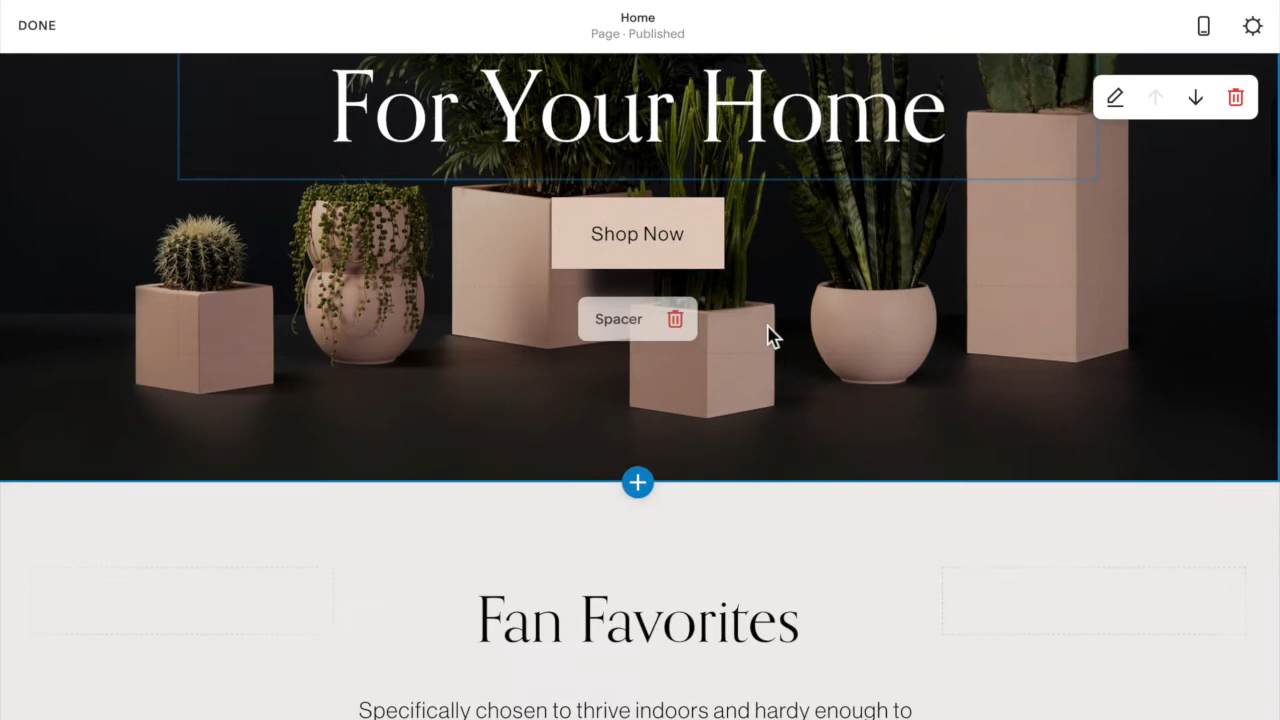 DONE
Home
Page · Published
For Your Home
Shop Now
Spacer
Fan Favorites
Specifically chosen to thrive indoors and hardy enough to